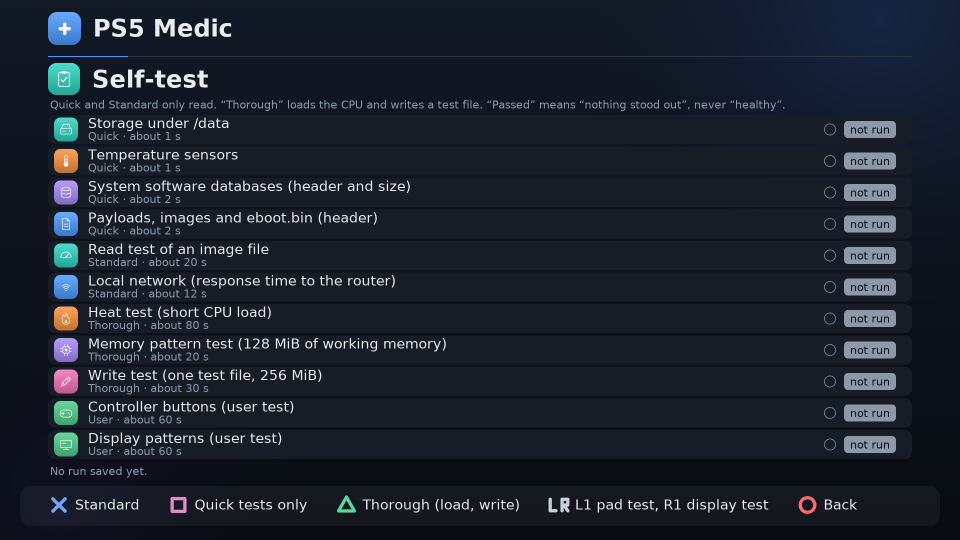 PS5 Medic
Self-test
Quick and Standard only read. “Thorough” loads the CPU and writes a test file. “Passed” means “nothing stood out”, never “healthy”.
Storage under /data
Quick · about 1 s
not run
Temperature sensors
Quick · about 1 s
not run
System software databases (header and size)
Quick · about 2 s
not run
Payloads, images and eboot.bin (header)
Quick · about 2 s
not run
Read test of an image file
Standard · about 20 s
not run
Local network (response time to the router)
Standard · about 12 s
not run
Heat test (short CPU load)
Thorough · about 80 s
not run
Memory pattern test (128 MiB of working memory)
Thorough · about 20 s
not run
Write test (one test file, 256 MiB)
Thorough · about 30 s
not run
Controller buttons (user test)
User · about 60 s
not run
Display patterns (user test)
User · about 60 s
not run
No run saved yet.
Standard Quick tests only Thorough (load, write) LR L1 pad test, R1 display test Back